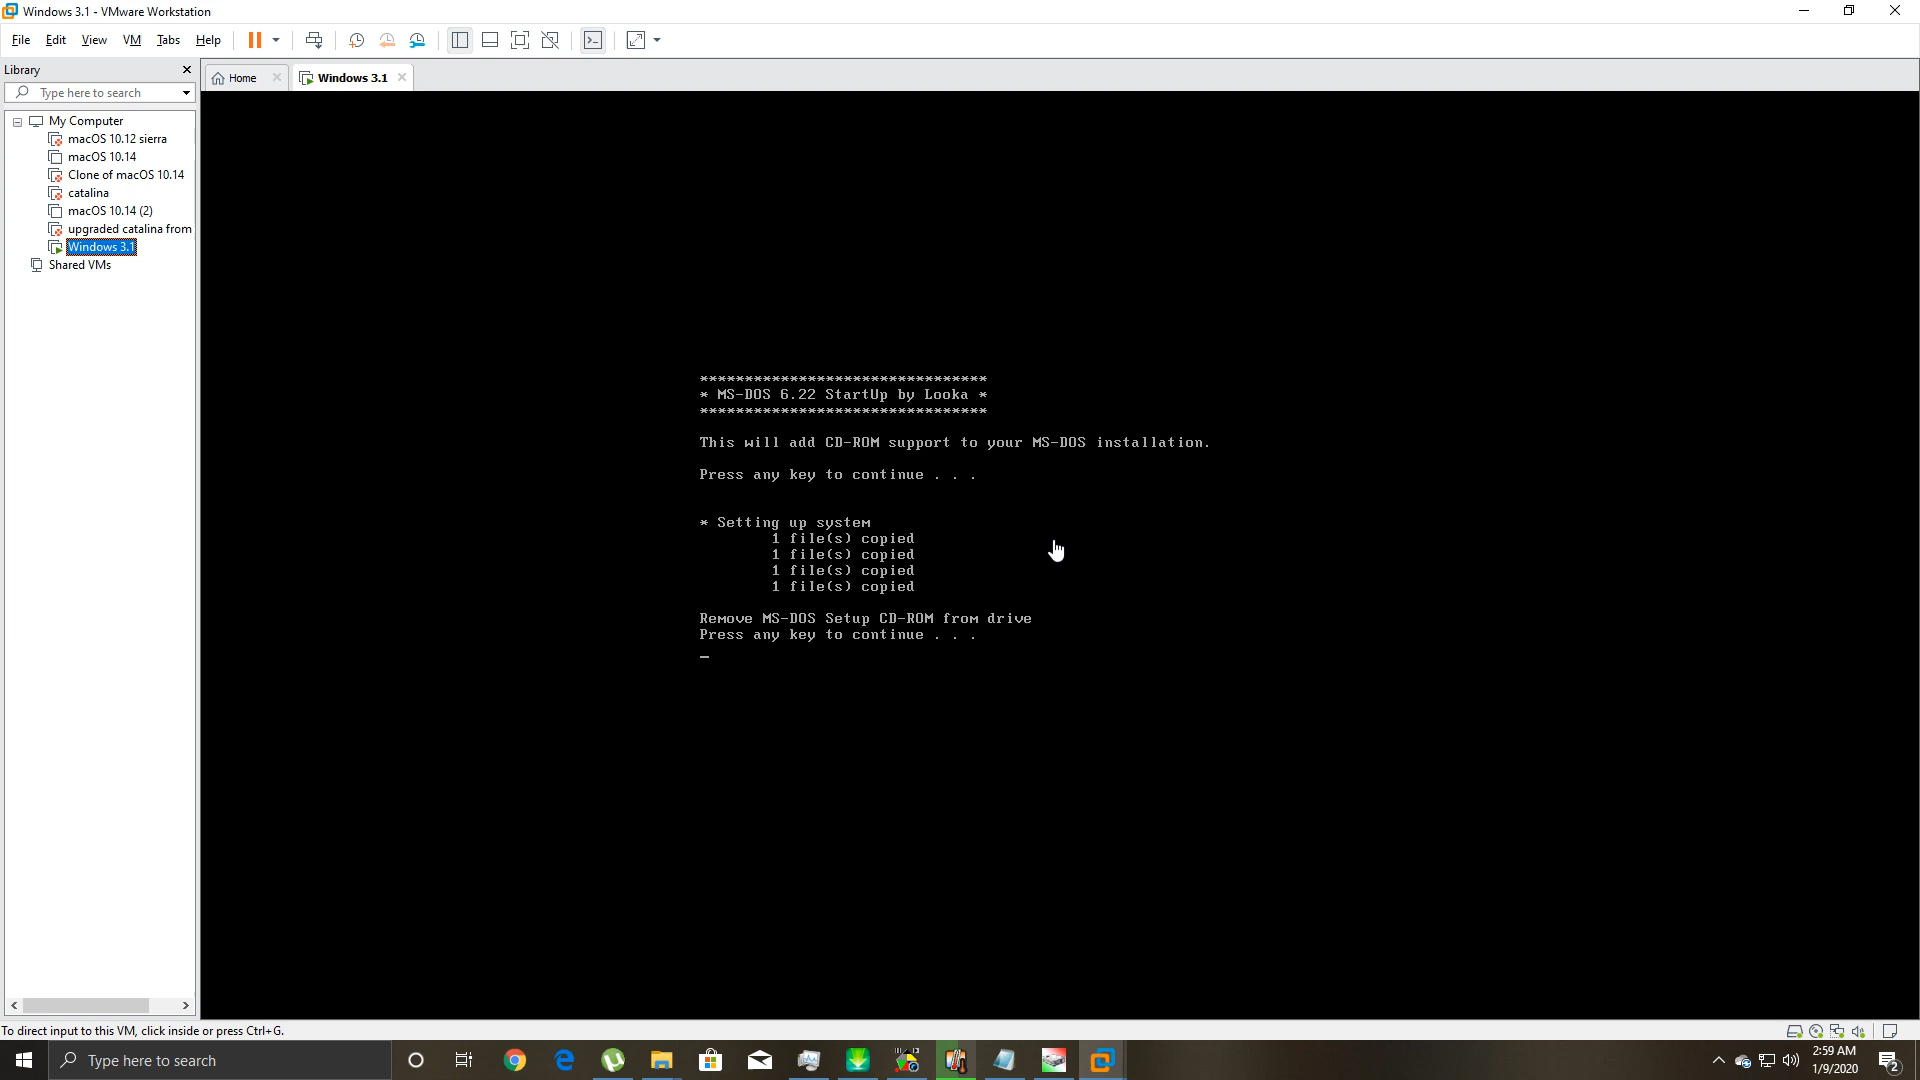 Windows 3.1 - VMware Workstation
File Edit View VM Tabs Help
Library
Home
Windows 3.1
Type here to search
My Computer
macOS 10.12 sierra
macOS 10.14
Clone of macOS 10.14
catalina
macOS 10.14 (2)
upgraded catalina from
Windows 3.1
Shared VMs
*********************************
* MS-DOS 6.22 StartUp by Looka *
*********************************
This will add CD-ROM support to your MS-DOS installation.
Press any key to continue . . .
* Setting up system
1 file(s) copied
1 file(s) copied
1 file(s) copied
1 file(s) copied
Remove MS-DOS Setup CD-ROM from drive
Press any key to continue . . .
_
To direct input to this VM, click inside or press Ctrl+G.
Type here to search
2:59 AM
1/9/2020
2